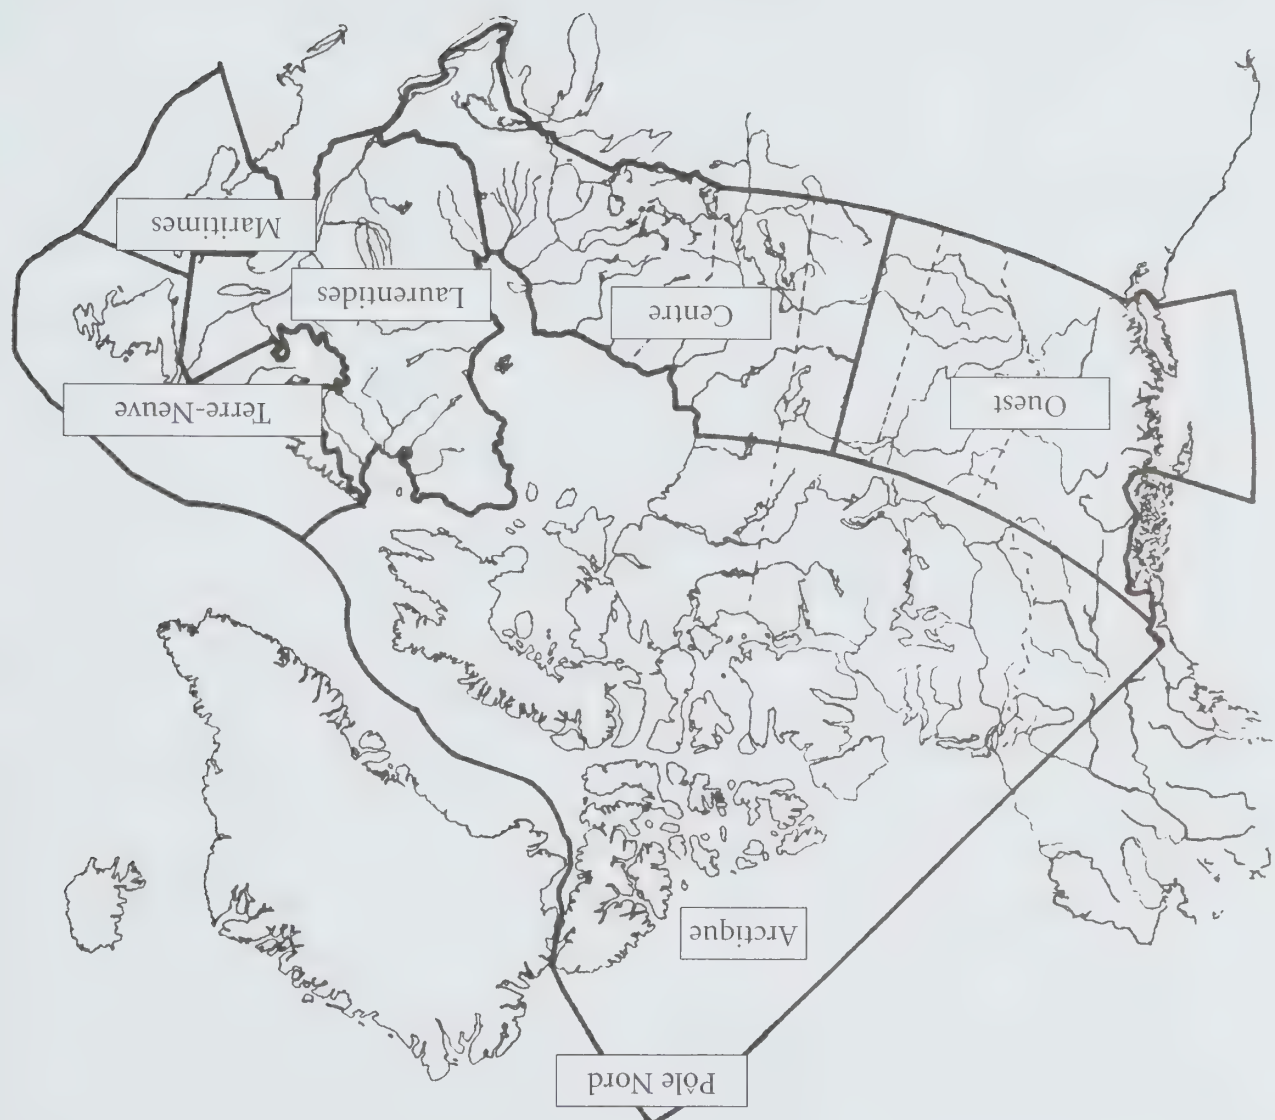 Pôle Nord
Arctique
Ouest
Terre-Neuve
Centre
Laurentides
Maritimes